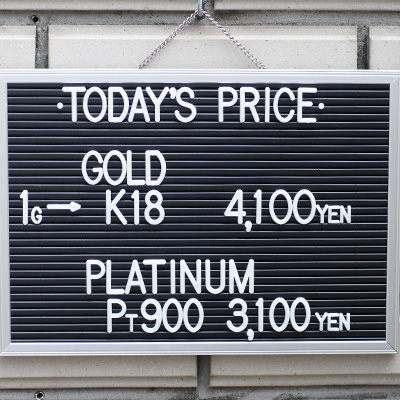 ·TODAY'S PRICE·
GOLD
1G→ K18 4,100YEN
PLATINUM
PT900 3,100YEN